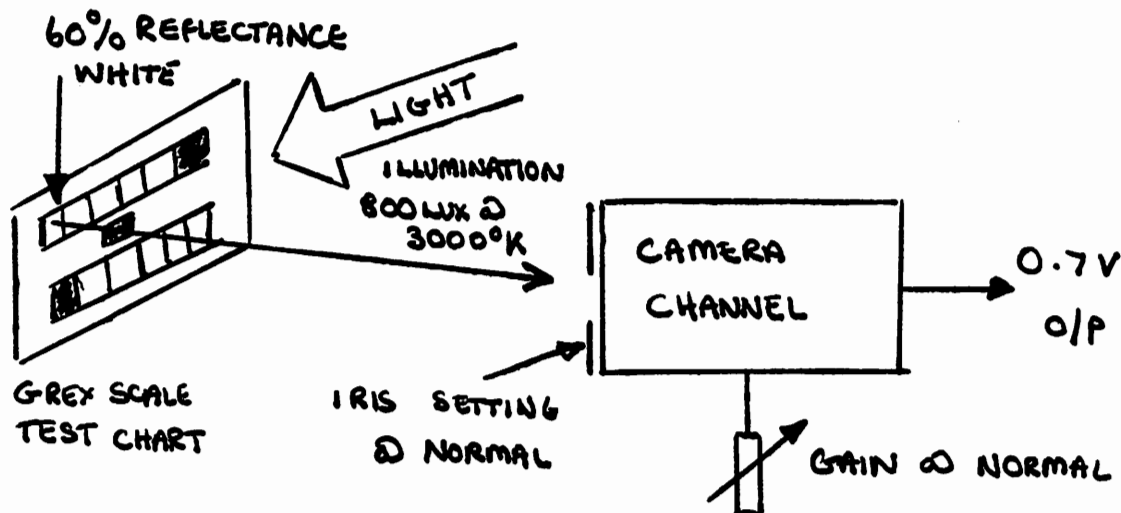 60% REFLECTANCE
WHITE
LIGHT
ILLUMINATION
800 LUX @
3000°K
CAMERA
CHANNEL
0.7V
O/P
GREY SCALE
TEST CHART
IRIS SETTING
@ NORMAL
GAIN @ NORMAL